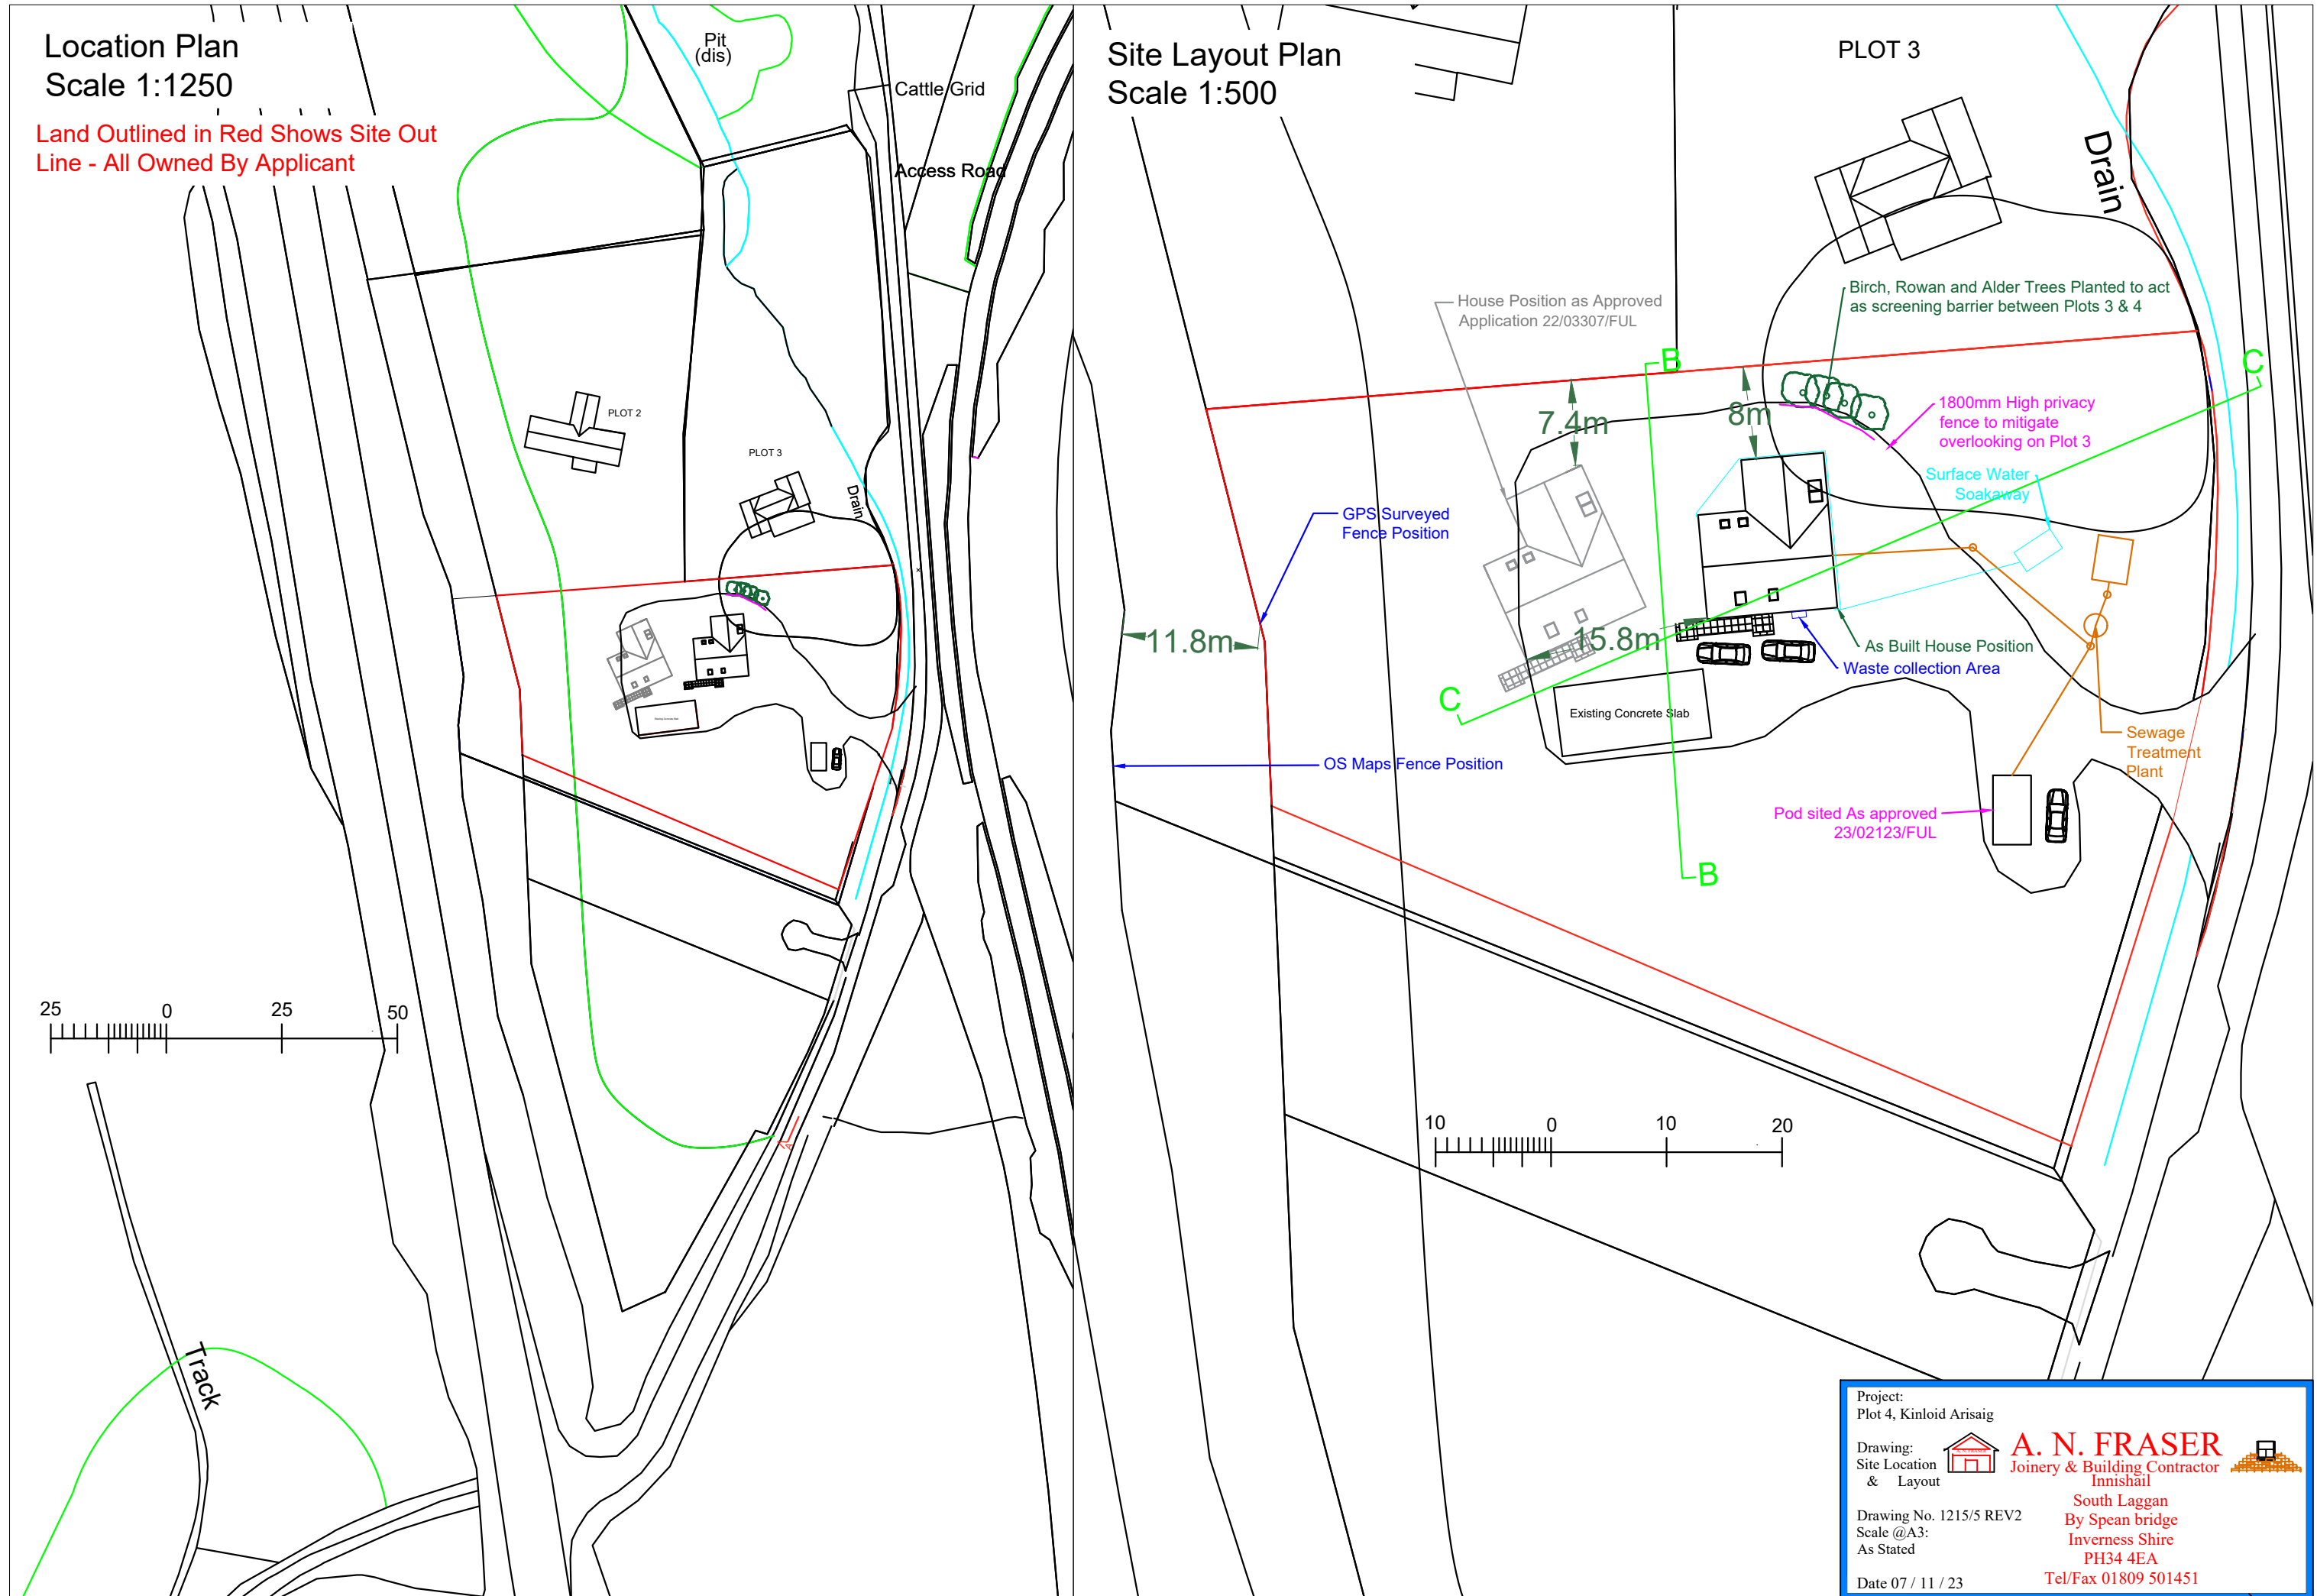 Location Plan
Scale 1:1250
Land Outlined in Red Shows Site Out
Line - All Owned By Applicant
Pit
(dis)
Cattle Grid
Access Road
PLOT 2
PLOT 3
Drain
25 0 25 50
Track
Site Layout Plan
Scale 1:500
PLOT 3
Drain
House Position as Approved
Application 22/03307/FUL
Birch, Rowan and Alder Trees Planted to act
as screening barrier between Plots 3 & 4
B
C
7.4m
8m
1800mm High privacy
fence to mitigate
overlooking on Plot 3
Surface Water
Soakaway
GPS Surveyed
Fence Position
11.8m
15.8m
As Built House Position
Waste collection Area
C
Existing Concrete Slab
Sewage
Treatment
Plant
OS Maps Fence Position
Pod sited As approved
23/02123/FUL
B
10 0 10 20
Project:
Plot 4, Kinloid Arisaig
Drawing:
Site Location
& Layout
Drawing No. 1215/5 REV2
Scale @A3:
As Stated
Date 07 / 11 / 23
A. N. FRASER
Joinery & Building Contractor
Innishail
South Laggan
By Spean bridge
Inverness Shire
PH34 4EA
Tel/Fax 01809 501451